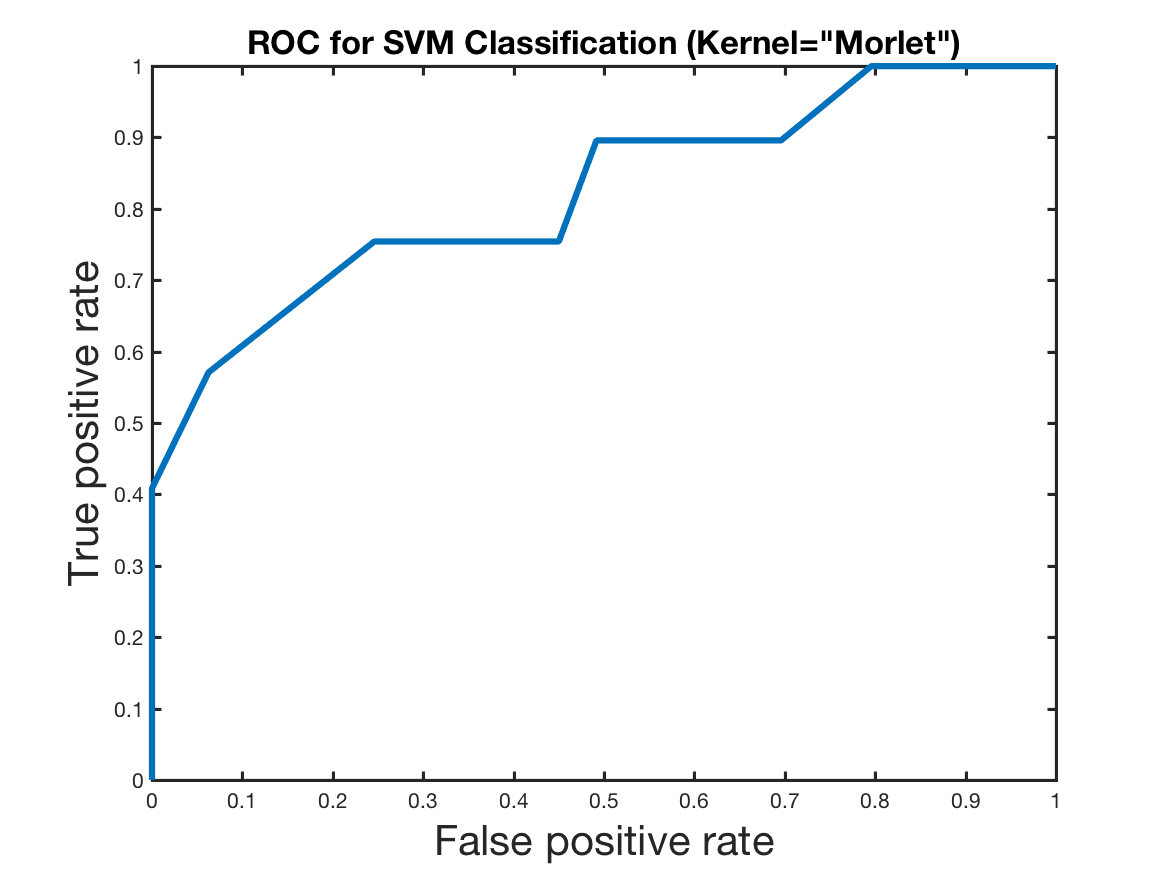 ROC for SVM Classification (Kernel="Morlet")
1
0.9
0.8
0.7
0.6
0.5
0.4
0.3
0.2
0.1
0
True positive rate
0 0.1 0.2 0.3 0.4 0.5 0.6 0.7 0.8 0.9 1
False positive rate